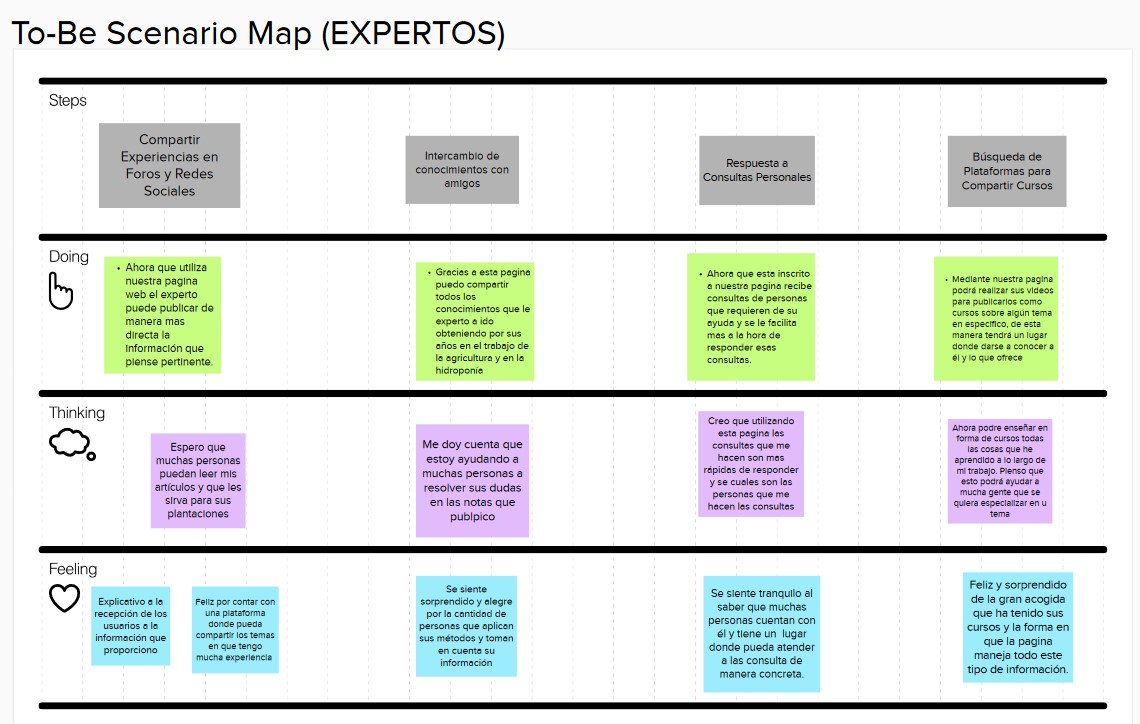 To-Be Scenario Map (EXPERTOS)
Steps
Compartir
Experiencias en
Foros y Redes
Sociales
Intercambio de
conocimientos con
amigos
Respuesta a
Consultas Personales
Búsqueda de
Plataformas para
Compartir Cursos
Doing
• Ahora que utiliza
nuestra pagina
web el experto
puede publicar de
manera mas
directa la
información que
piense pertinente.
• Gracias a esta pagina
puedo compartir
todos los
conocimientos que le
experto a ido
obteniendo por sus
años en el trabajo de
la agricultura y en la
hidroponía
• Ahora que esta inscrito
a nuestra pagina recibe
consultas de personas
que requieren de su
ayuda y se le facilita
mas a la hora de
responder esas
consultas.
• Mediante nuestra pagina
podrá realizar sus videos
para publicarlos como
cursos sobre algún tema
en especifico, de esta
manera tendrá un lugar
donde darse a conocer a
él y lo que ofrece
Thinking
Espero que
muchas personas
puedan leer mis
artículos y que les
sirva para sus
plantaciones
Me doy cuenta que
estoy ayudando a
muchas personas a
resolver sus dudas
en las notas que
publpico
Creo que utilizando
esta pagina las
consultas que me
hacen son mas
rápidas de responder
y se cuales son las
personas que me
hacen las consultas
Ahora podre enseñar en
forma de cursos todas
las cosas que he
aprendido a lo largo de
mi trabajo. Pienso que
esto podrá ayudar a
mucha gente que se
quiera especializar en u
tema
Feeling
Explicativo a la
recepción de los
usuarios a la
información que
proporciono
Feliz por contar con
una plataforma
donde pueda
compartir los temas
en que tengo
mucha experiencia
Se siente
sorprendido y alegre
por la cantidad de
personas que aplican
sus métodos y toman
en cuenta su
información
Se siente tranquilo al
saber que muchas
personas cuentan con
él y tiene un lugar
donde pueda atender
a las consulta de
manera concreta.
Feliz y sorprendido
de la gran acogida
que ha tenido sus
cursos y la forma en
que la pagina
maneja todo este
tipo de información.